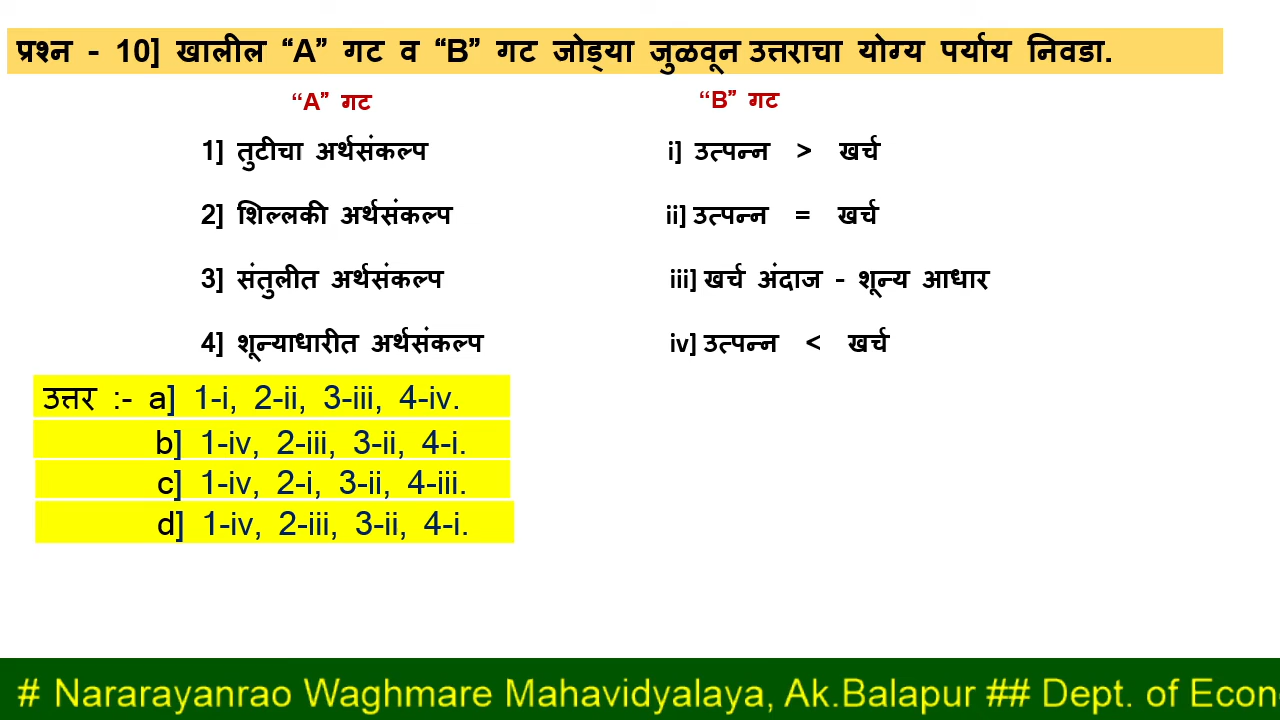 प्रश्न - 10] खालील “A” गट व “B” गट जोड्या जुळवून उत्तराचा योग्य पर्याय निवडा.
“A” गट “B” गट
1] तुटीचा अर्थसंकल्प i] उत्पन्न > खर्च
2] शिल्लकी अर्थसंकल्प ii] उत्पन्न = खर्च
3] संतुलीत अर्थसंकल्प iii] खर्च अंदाज - शून्य आधार
4] शून्याधारीत अर्थसंकल्प iv] उत्पन्न < खर्च
उत्तर :- a] 1-i, 2-ii, 3-iii, 4-iv.
b] 1-iv, 2-iii, 3-ii, 4-i.
c] 1-iv, 2-i, 3-ii, 4-iii.
d] 1-iv, 2-iii, 3-ii, 4-i.
# Nararayanrao Waghmare Mahavidyalaya, Ak.Balapur ## Dept. of Econ